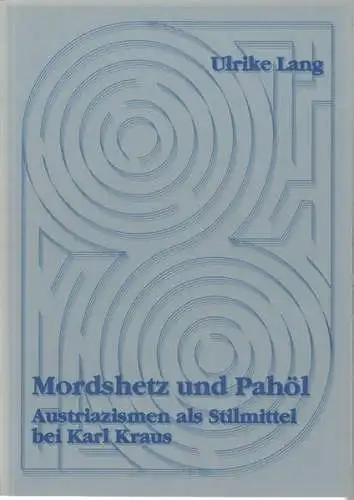 Ulrike Lang
Mordshetz und Pahöl
Austriazismen als Stilmittel
bei Karl Kraus